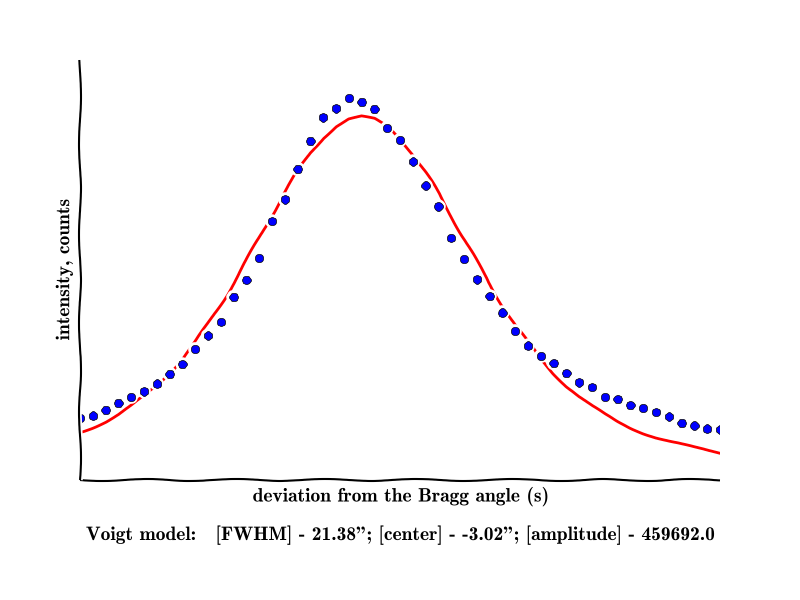 intensity, counts
deviation from the Bragg angle (s)
Voigt model: [FWHM] - 21.38”; [center] - -3.02”; [amplitude] - 459692.0